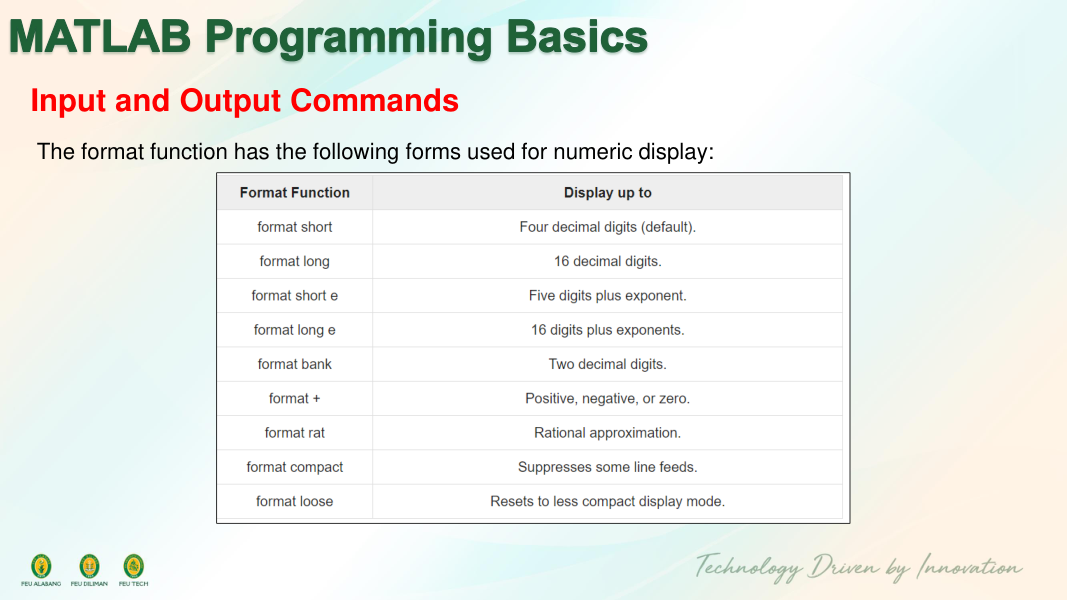 MATLAB Programming Basics
Input and Output Commands
The format function has the following forms used for numeric display:
Format Function Display up to
format short Four decimal digits (default).
format long 16 decimal digits.
format short e Five digits plus exponent.
format long e 16 digits plus exponents.
format bank Two decimal digits.
format + Positive, negative, or zero.
format rat Rational approximation.
format compact Suppresses some line feeds.
format loose Resets to less compact display mode.
FEU ALABANG FEU DILIMAN FEU TECH
Technology Driven by Innovation